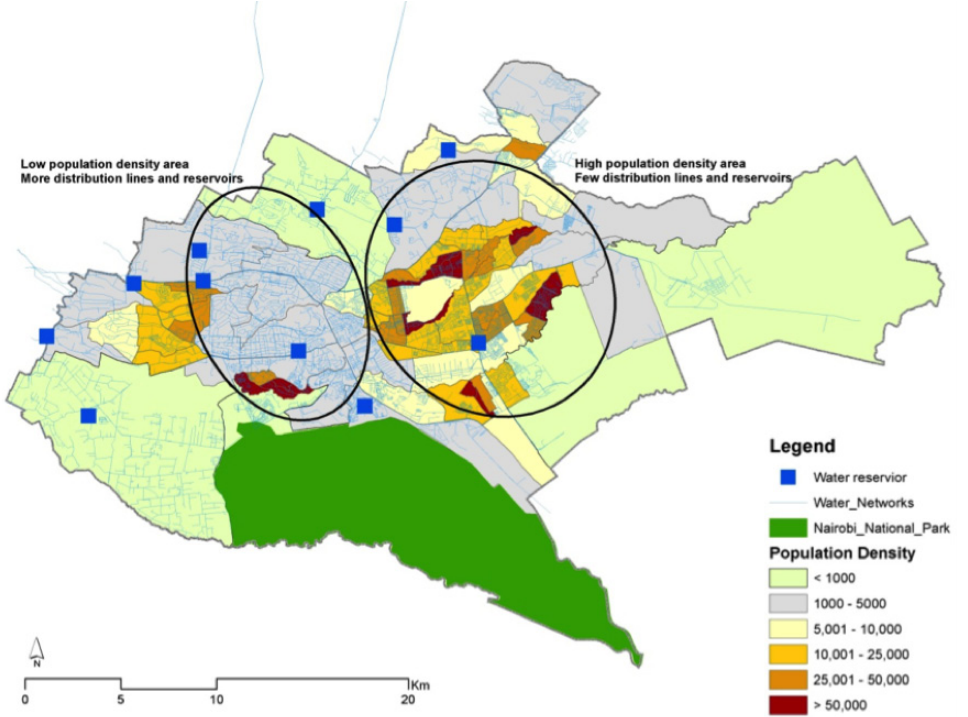 Low population density area
More distribution lines and reservoirs
High population density area
Few distribution lines and reservoirs
Legend
Water reservior
Water_Networks
Nairobi_National_Park
Population Density
< 1000
1000 - 5000
5,001 - 10,000
10,001 - 25,000
25,001 - 50,000
> 50,000
N
Km
0 5 10 20